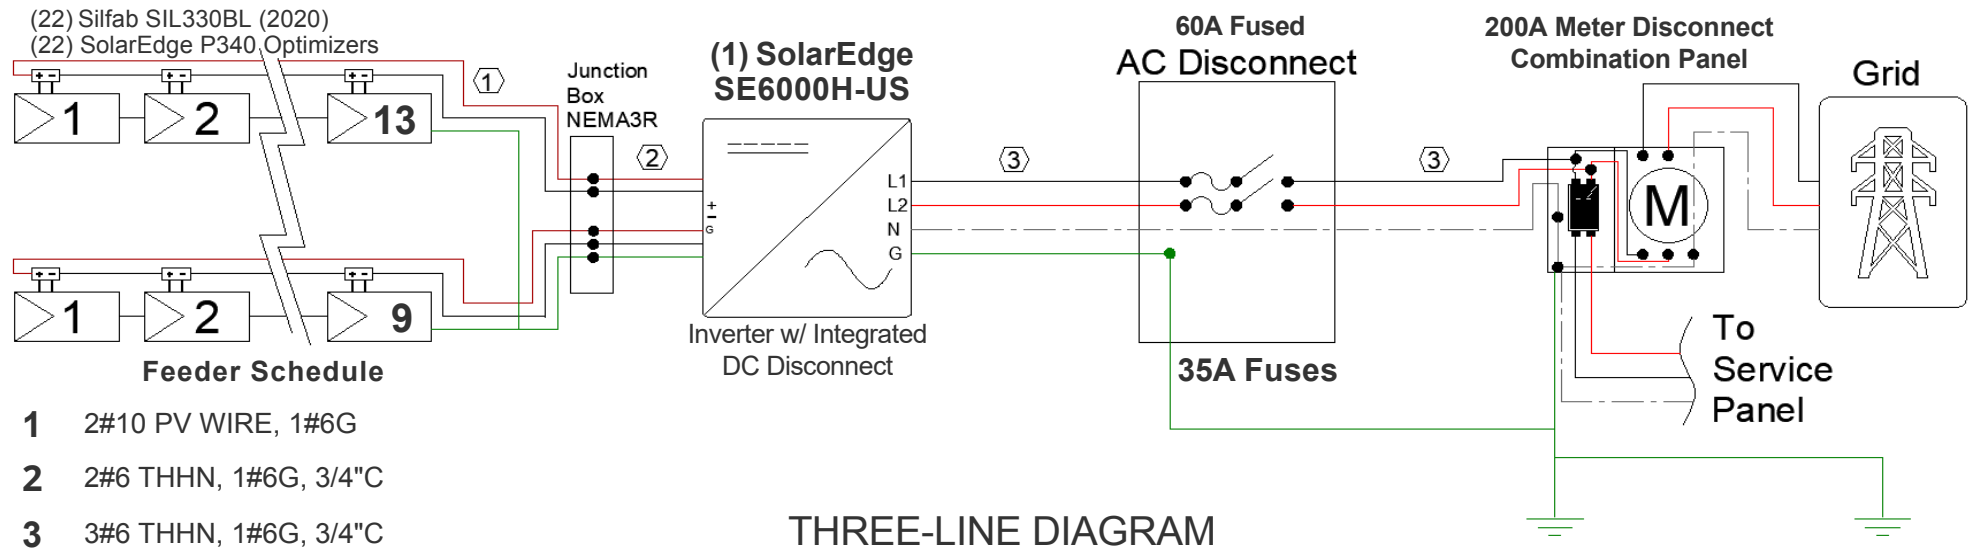 (22) Silfab SIL330BL (2020)
(22) SolarEdge P340 Optimizers
+ -
+ -
+ -
1
2
13
1
Junction
Box
NEMA3R
2
(1) SolarEdge
SE6000H-US
+
-
G
L1
L2
N
G
Inverter w/ Integrated
DC Disconnect
3
60A Fused
AC Disconnect
35A Fuses
3
200A Meter Disconnect
Combination Panel
M
Grid
To
Service
Panel
+ -
+ -
+ -
1
2
9
Feeder Schedule
1 2#10 PV WIRE, 1#6G
2 2#6 THHN, 1#6G, 3/4"C
3 3#6 THHN, 1#6G, 3/4"C
THREE-LINE DIAGRAM